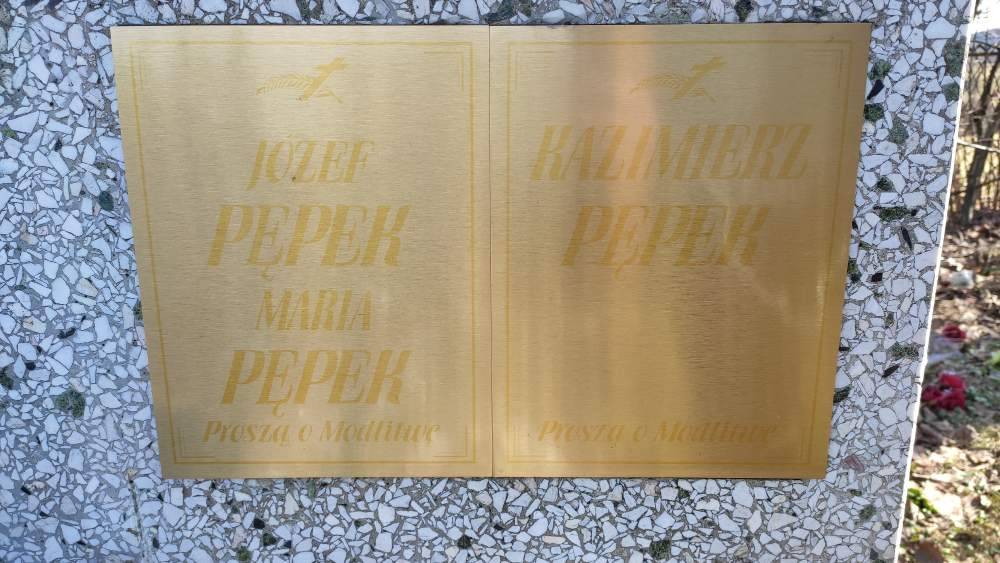 JÓZEF
PĘPEK
MARIA
PĘPEK
Proszą o Modlitwę
KAZIMIERZ
PĘPEK
Proszą o Modlitwę